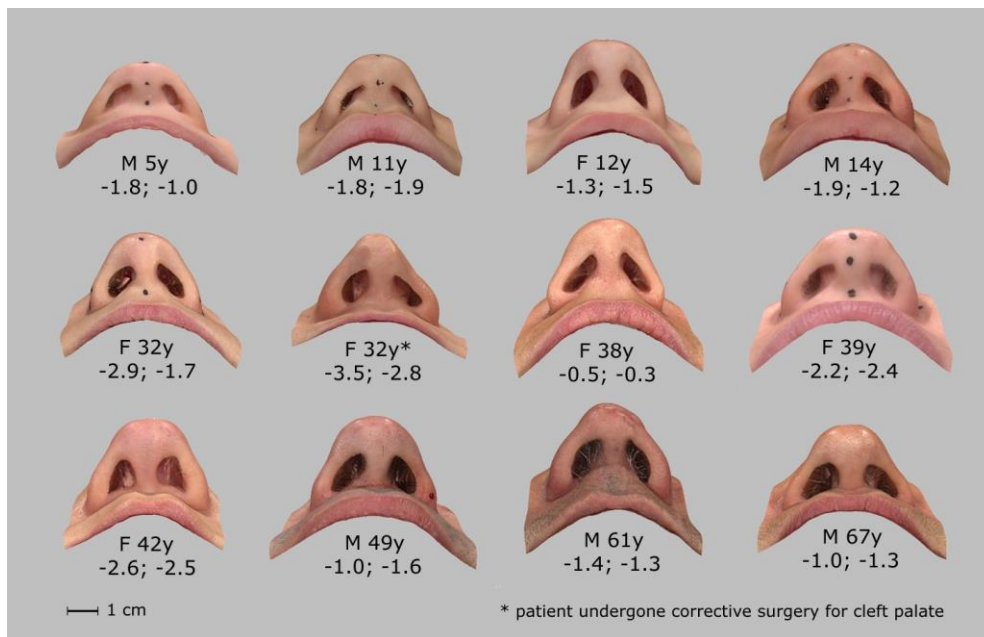 M 5y
-1.8; -1.0
M 11y
-1.8; -1.9
F 12y
-1.3; -1.5
M 14y
-1.9; -1.2
F 32y
-2.9; -1.7
F 32y*
-3.5; -2.8
F 38y
-0.5; -0.3
F 39y
-2.2; -2.4
F 42y
-2.6; -2.5
M 49y
-1.0; -1.6
M 61y
-1.4; -1.3
M 67y
-1.0; -1.3
1 cm
* patient undergone corrective surgery for cleft palate